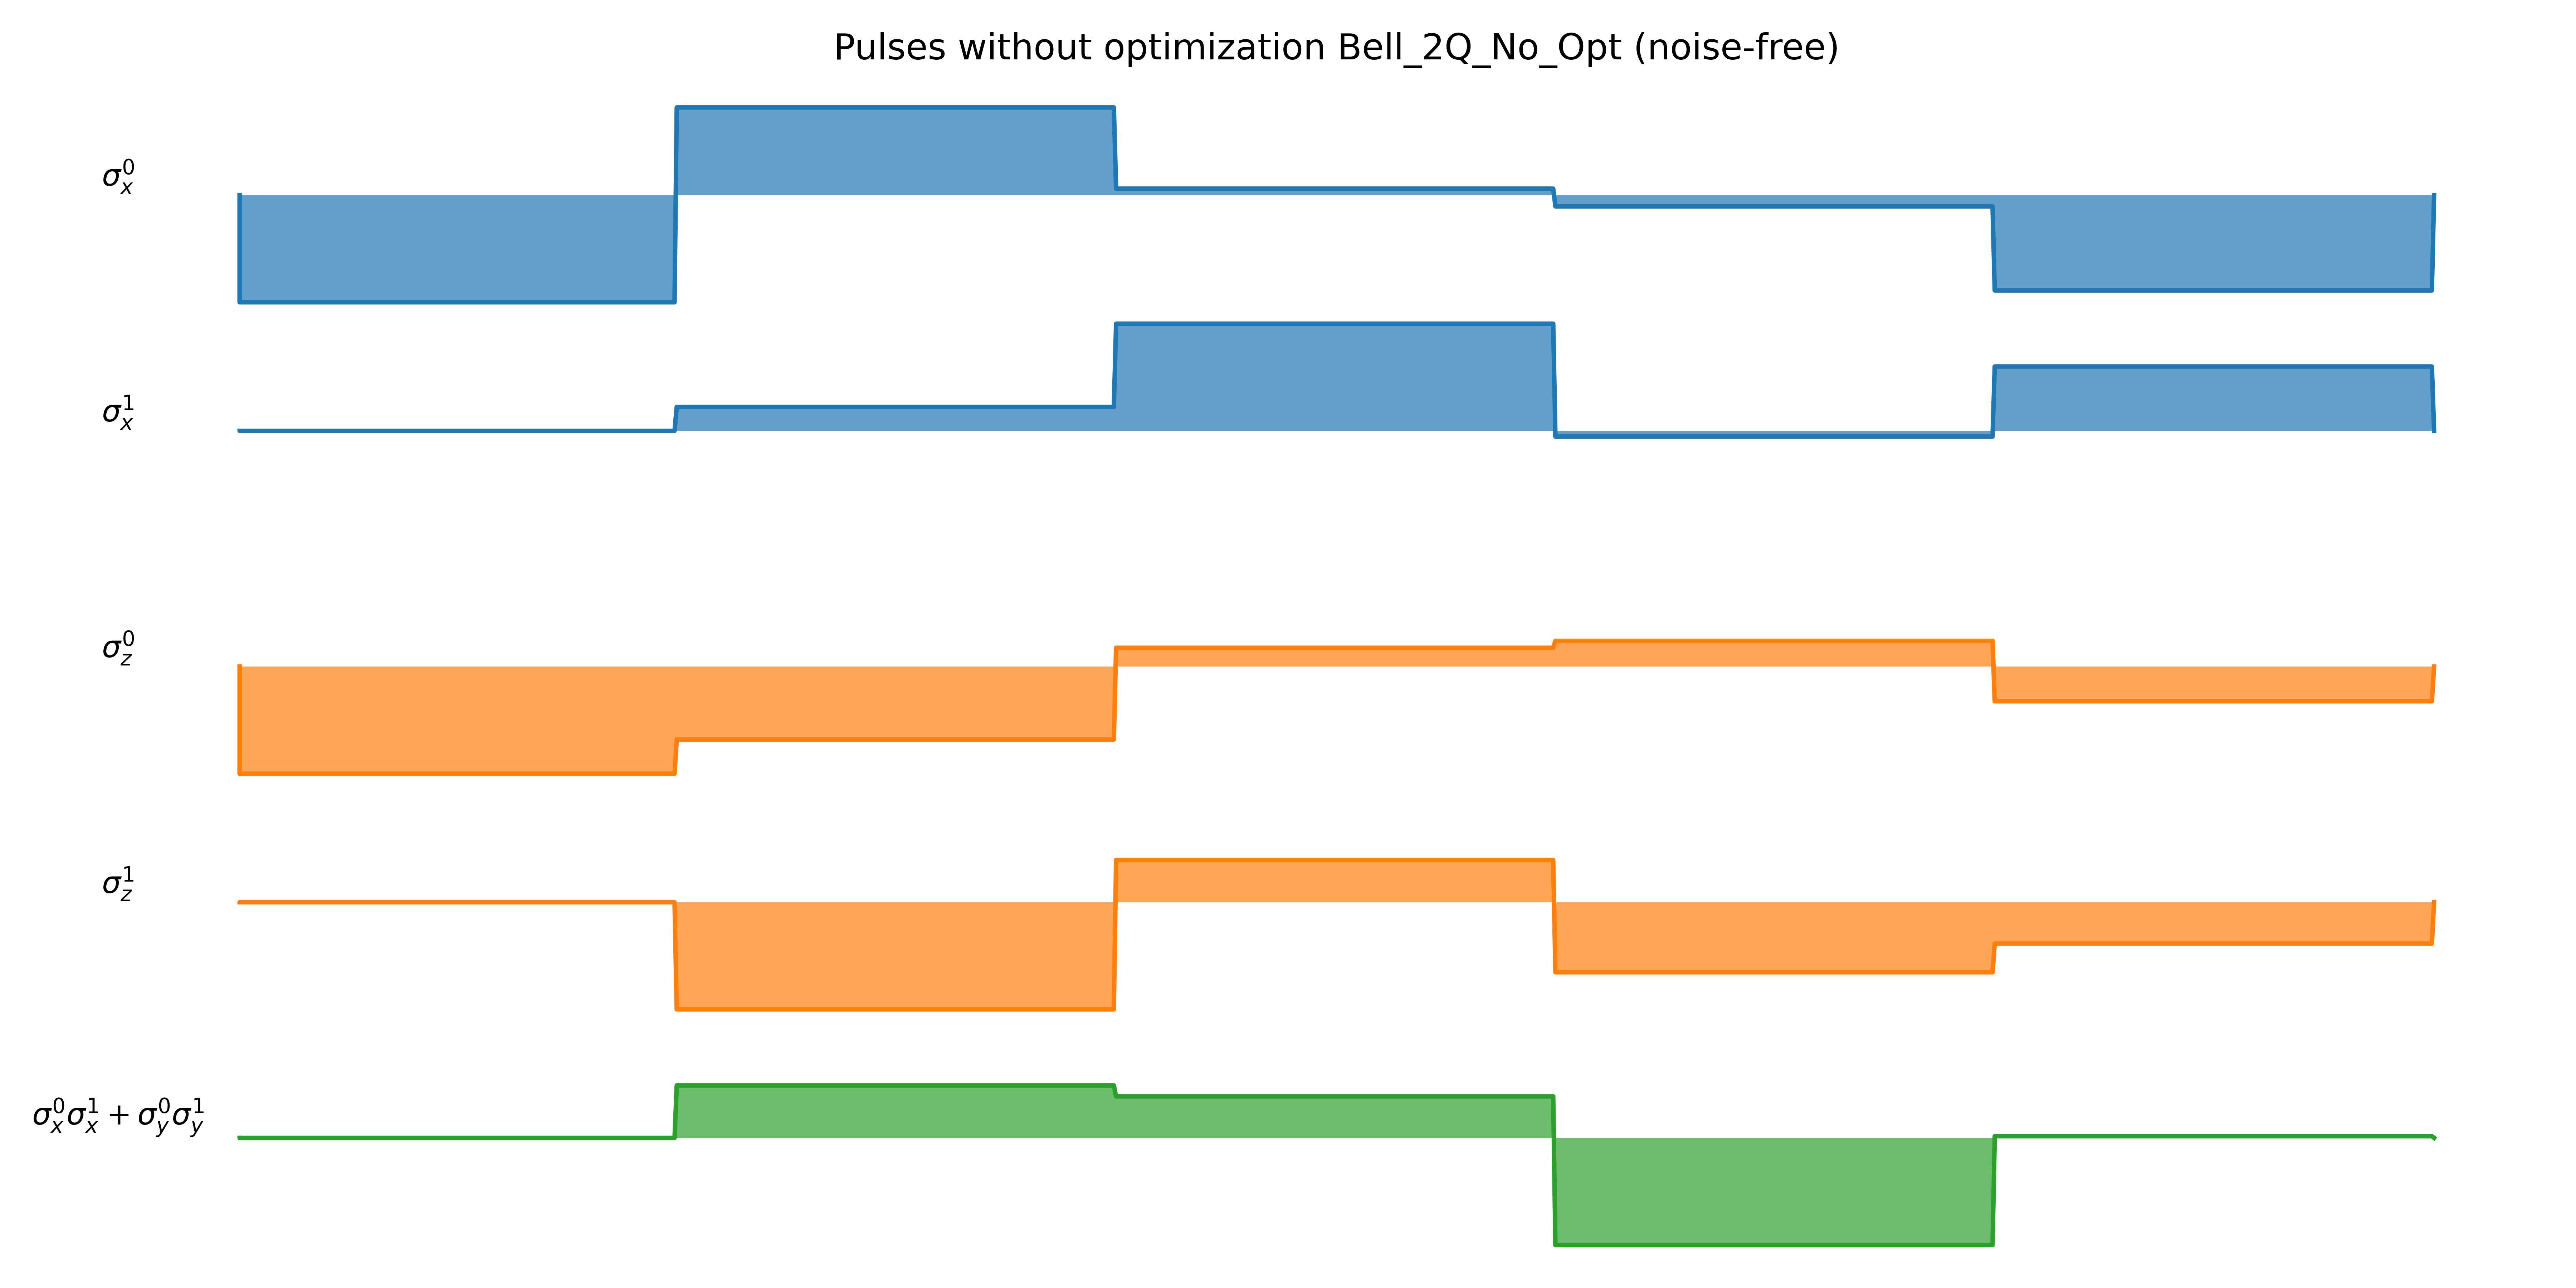 Pulses without optimization Bell_2Q_No_Opt (noise-free)
σ_x^0
σ_x^1
σ_z^0
σ_z^1
σ_x^0σ_x^1 + σ_y^0σ_y^1